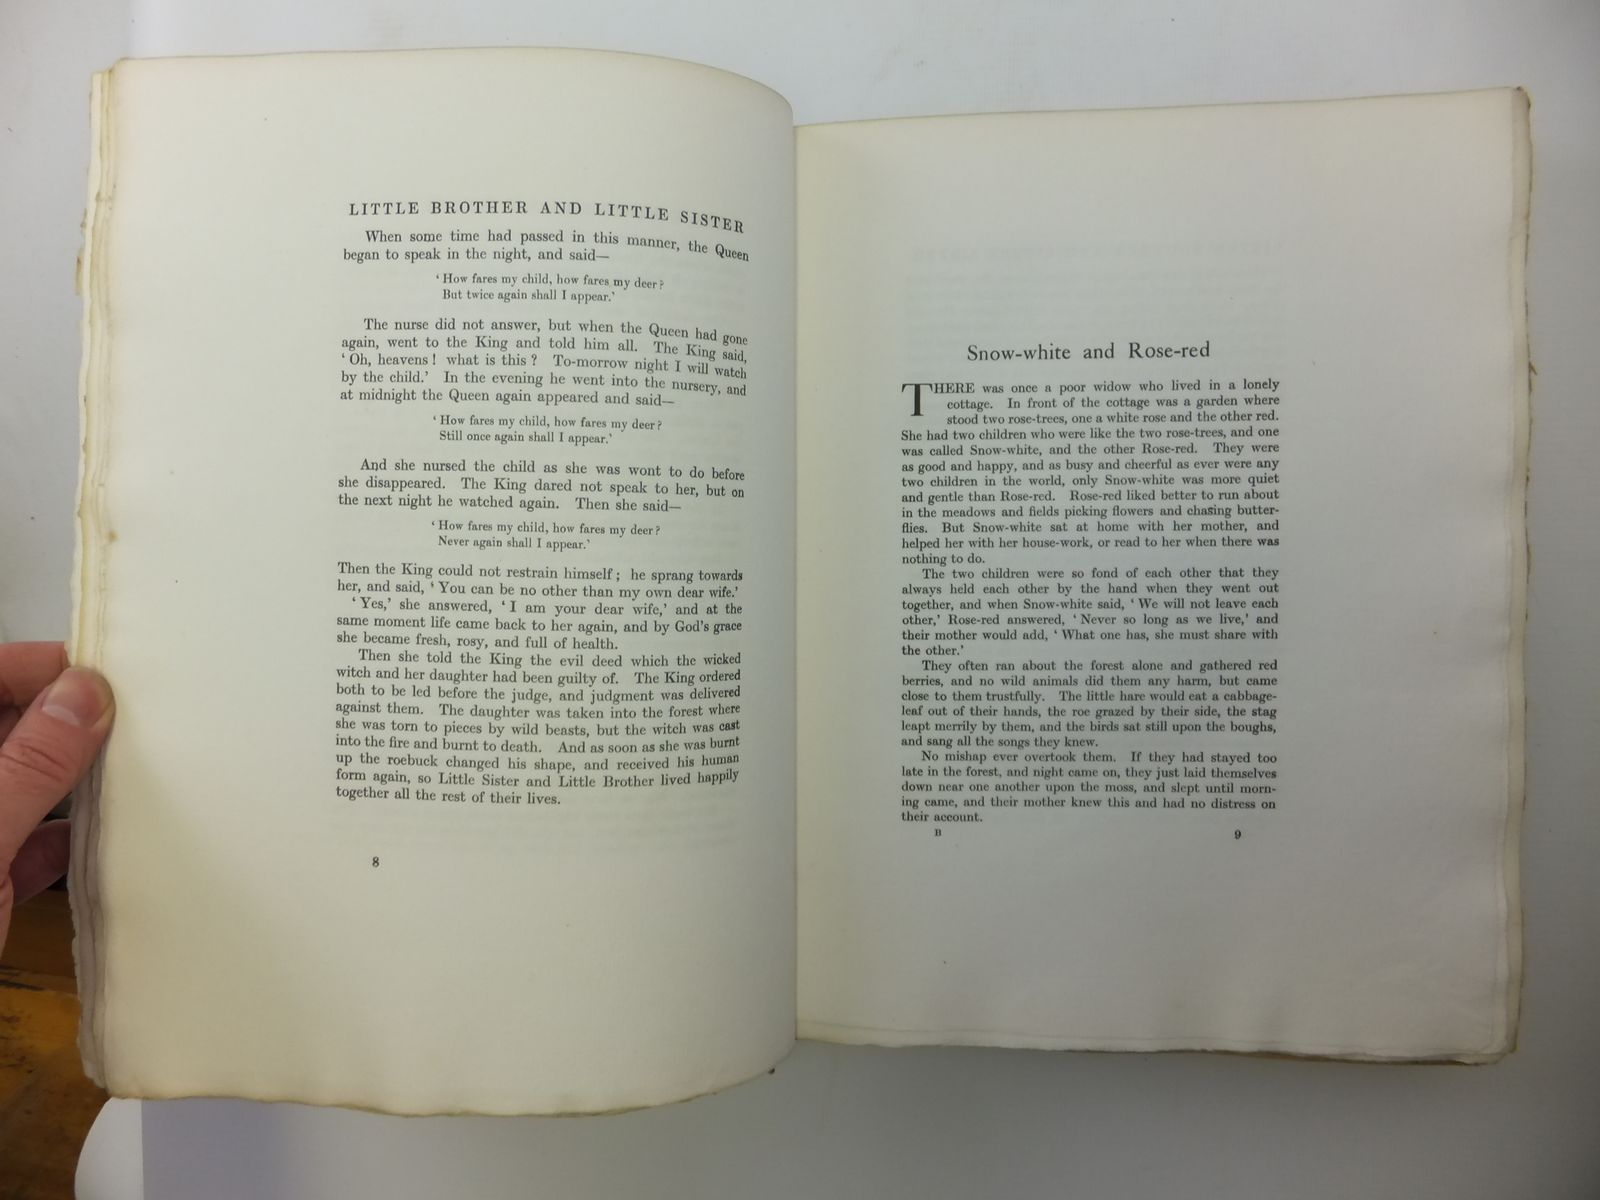 LITTLE BROTHER AND LITTLE SISTER
When some time had passed in this manner, the Queen
began to speak in the night, and said—
‘ How fares my child, how fares my deer?
But twice again shall I appear.’
The nurse did not answer, but when the Queen had gone
again, went to the King and told him all. The King said,
‘ Oh, heavens! what is this? To-morrow night I will watch
by the child.’ In the evening he went into the nursery, and
at midnight the Queen again appeared and said—
‘ How fares my child, how fares my deer?
Still once again shall I appear.’
And she nursed the child as she was wont to do before
she disappeared. The King dared not speak to her, but on
the next night he watched again. Then she said—
‘ How fares my child, how fares my deer?
Never again shall I appear.’
Then the King could not restrain himself; he sprang towards
her, and said, ‘ You can be no other than my own dear wife.’
‘ Yes,’ she answered, ‘ I am your dear wife,’ and at the
same moment life came back to her again, and by God’s grace
she became fresh, rosy, and full of health.
Then she told the King the evil deed which the wicked
witch and her daughter had been guilty of. The King ordered
both to be led before the judge, and judgment was delivered
against them. The daughter was taken into the forest where
she was torn to pieces by wild beasts, but the witch was cast
into the fire and burnt to death. And as soon as she was burnt
up the roebuck changed his shape, and received his human
form again, so Little Sister and Little Brother lived happily
together all the rest of their lives.
8
Snow-white and Rose-red
THERE was once a poor widow who lived in a lonely
cottage. In front of the cottage was a garden where
stood two rose-trees, one a white rose and the other red.
She had two children who were like the two rose-trees, and one
was called Snow-white, and the other Rose-red. They were
as good and happy, and as busy and cheerful as ever were any
two children in the world, only Snow-white was more quiet
and gentle than Rose-red. Rose-red liked better to run about
in the meadows and fields picking flowers and chasing butter-
flies. But Snow-white sat at home with her mother, and
helped her with her house-work, or read to her when there was
nothing to do.
The two children were so fond of each other that they
always held each other by the hand when they went out
together, and when Snow-white said, ‘ We will not leave each
other,’ Rose-red answered, ‘ Never so long as we live,’ and
their mother would add, ‘ What one has, she must share with
the other.’
They often ran about the forest alone and gathered red
berries, and no wild animals did them any harm, but came
close to them trustfully. The little hare would eat a cabbage-
leaf out of their hands, the roe grazed by their side, the stag
leapt merrily by them, and the birds sat still upon the boughs,
and sang all the songs they knew.
No mishap ever overtook them. If they had stayed too
late in the forest, and night came on, they just laid themselves
down near one another upon the moss, and slept until morn-
ing came, and their mother knew this and had no distress on
their account.
B 9